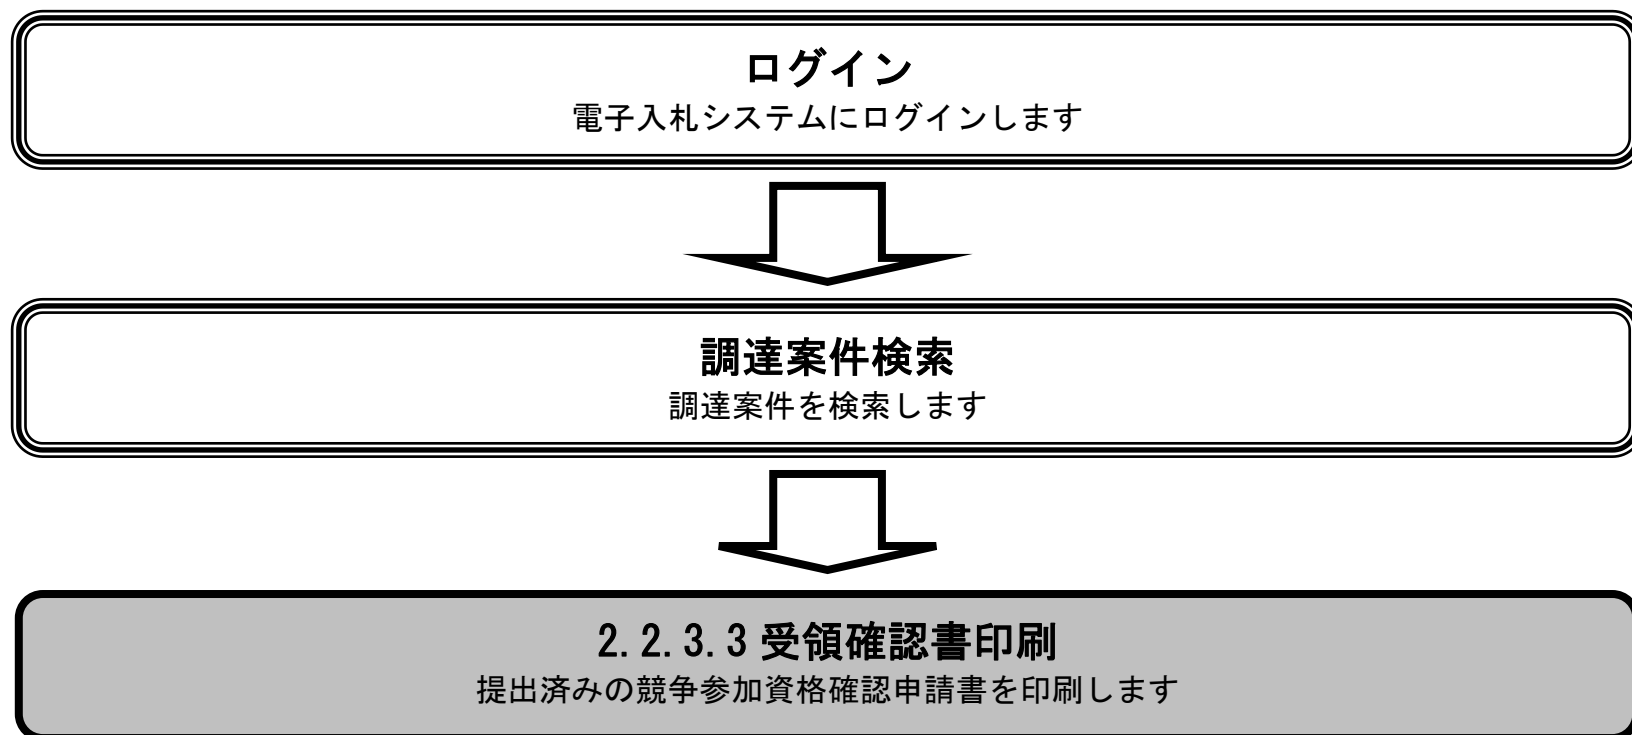 ログイン
電子入札システムにログインします
調達案件検索
調達案件を検索します
2.2.3.3 受領確認書印刷
提出済みの競争参加資格確認申請書を印刷します